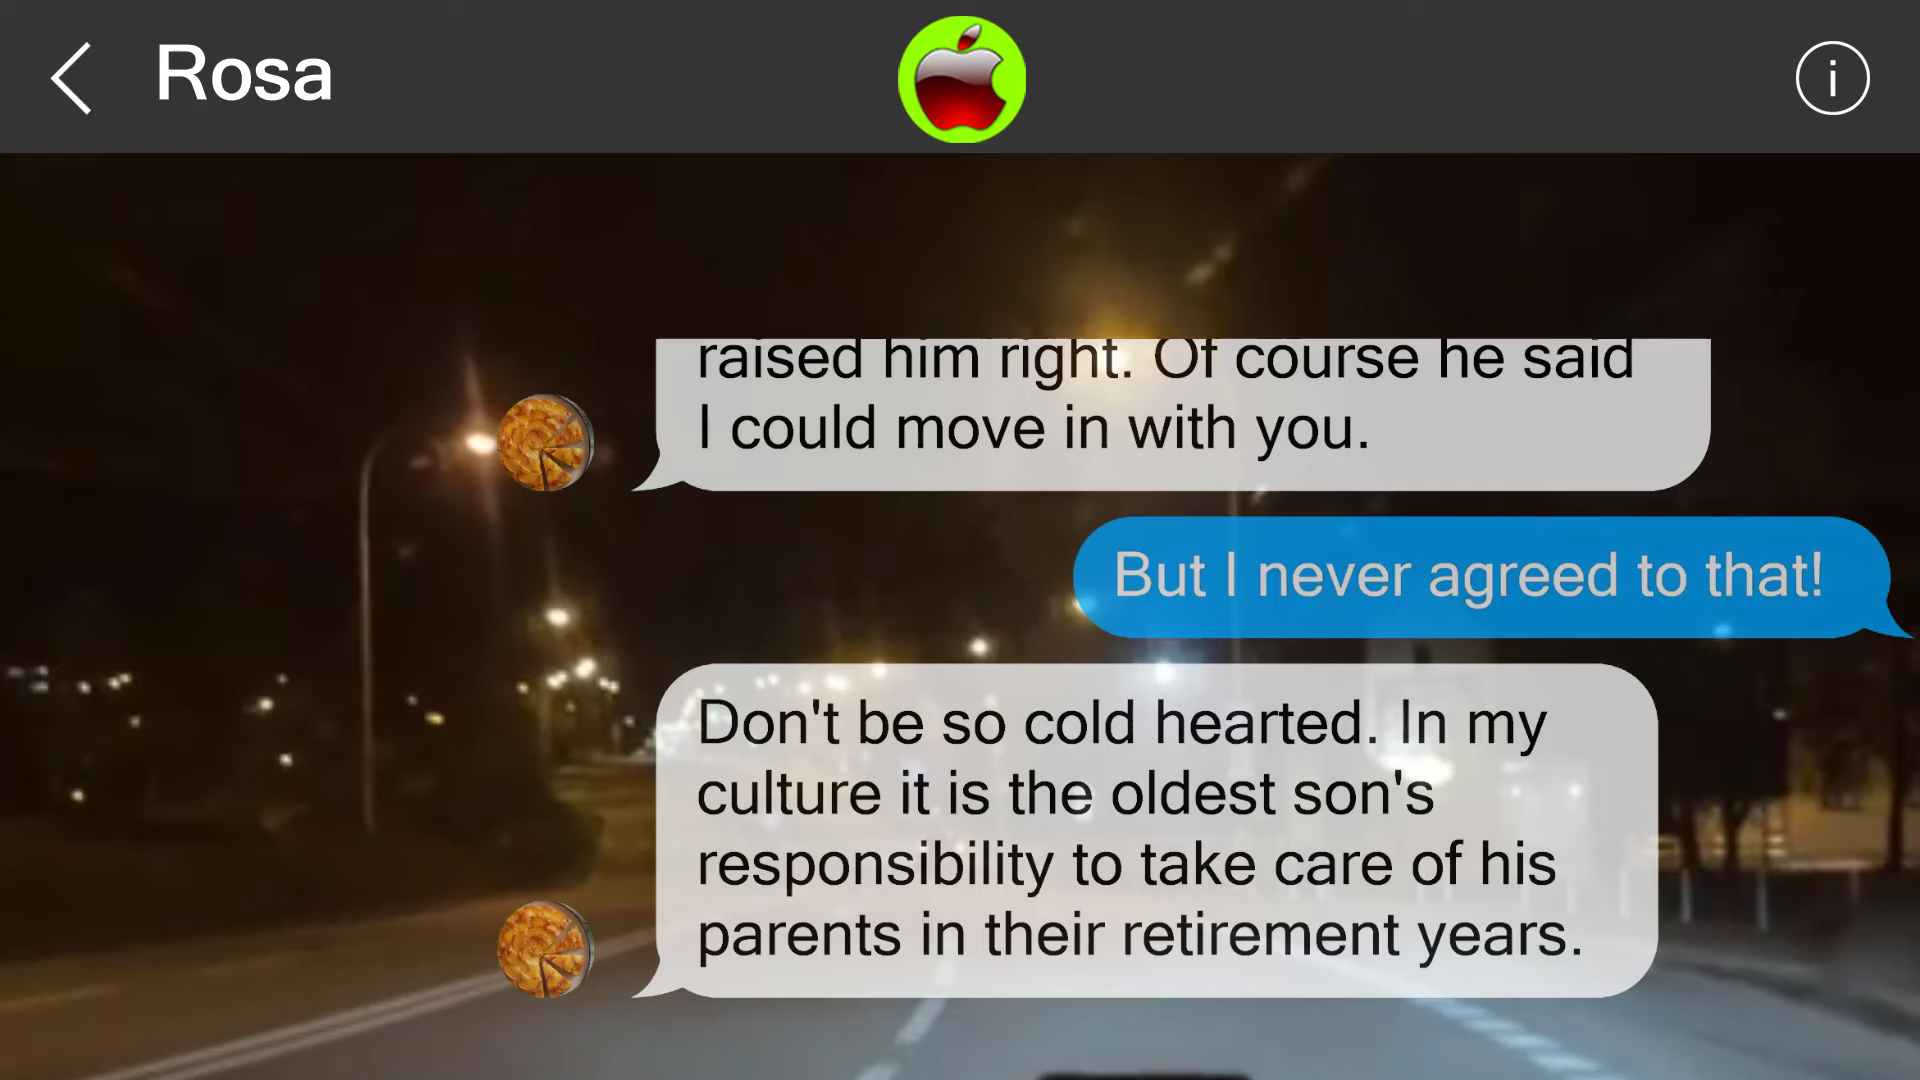 Rosa
raised him right. Of course he said
I could move in with you.
But I never agreed to that!
Don't be so cold hearted. In my
culture it is the oldest son's
responsibility to take care of his
parents in their retirement years.